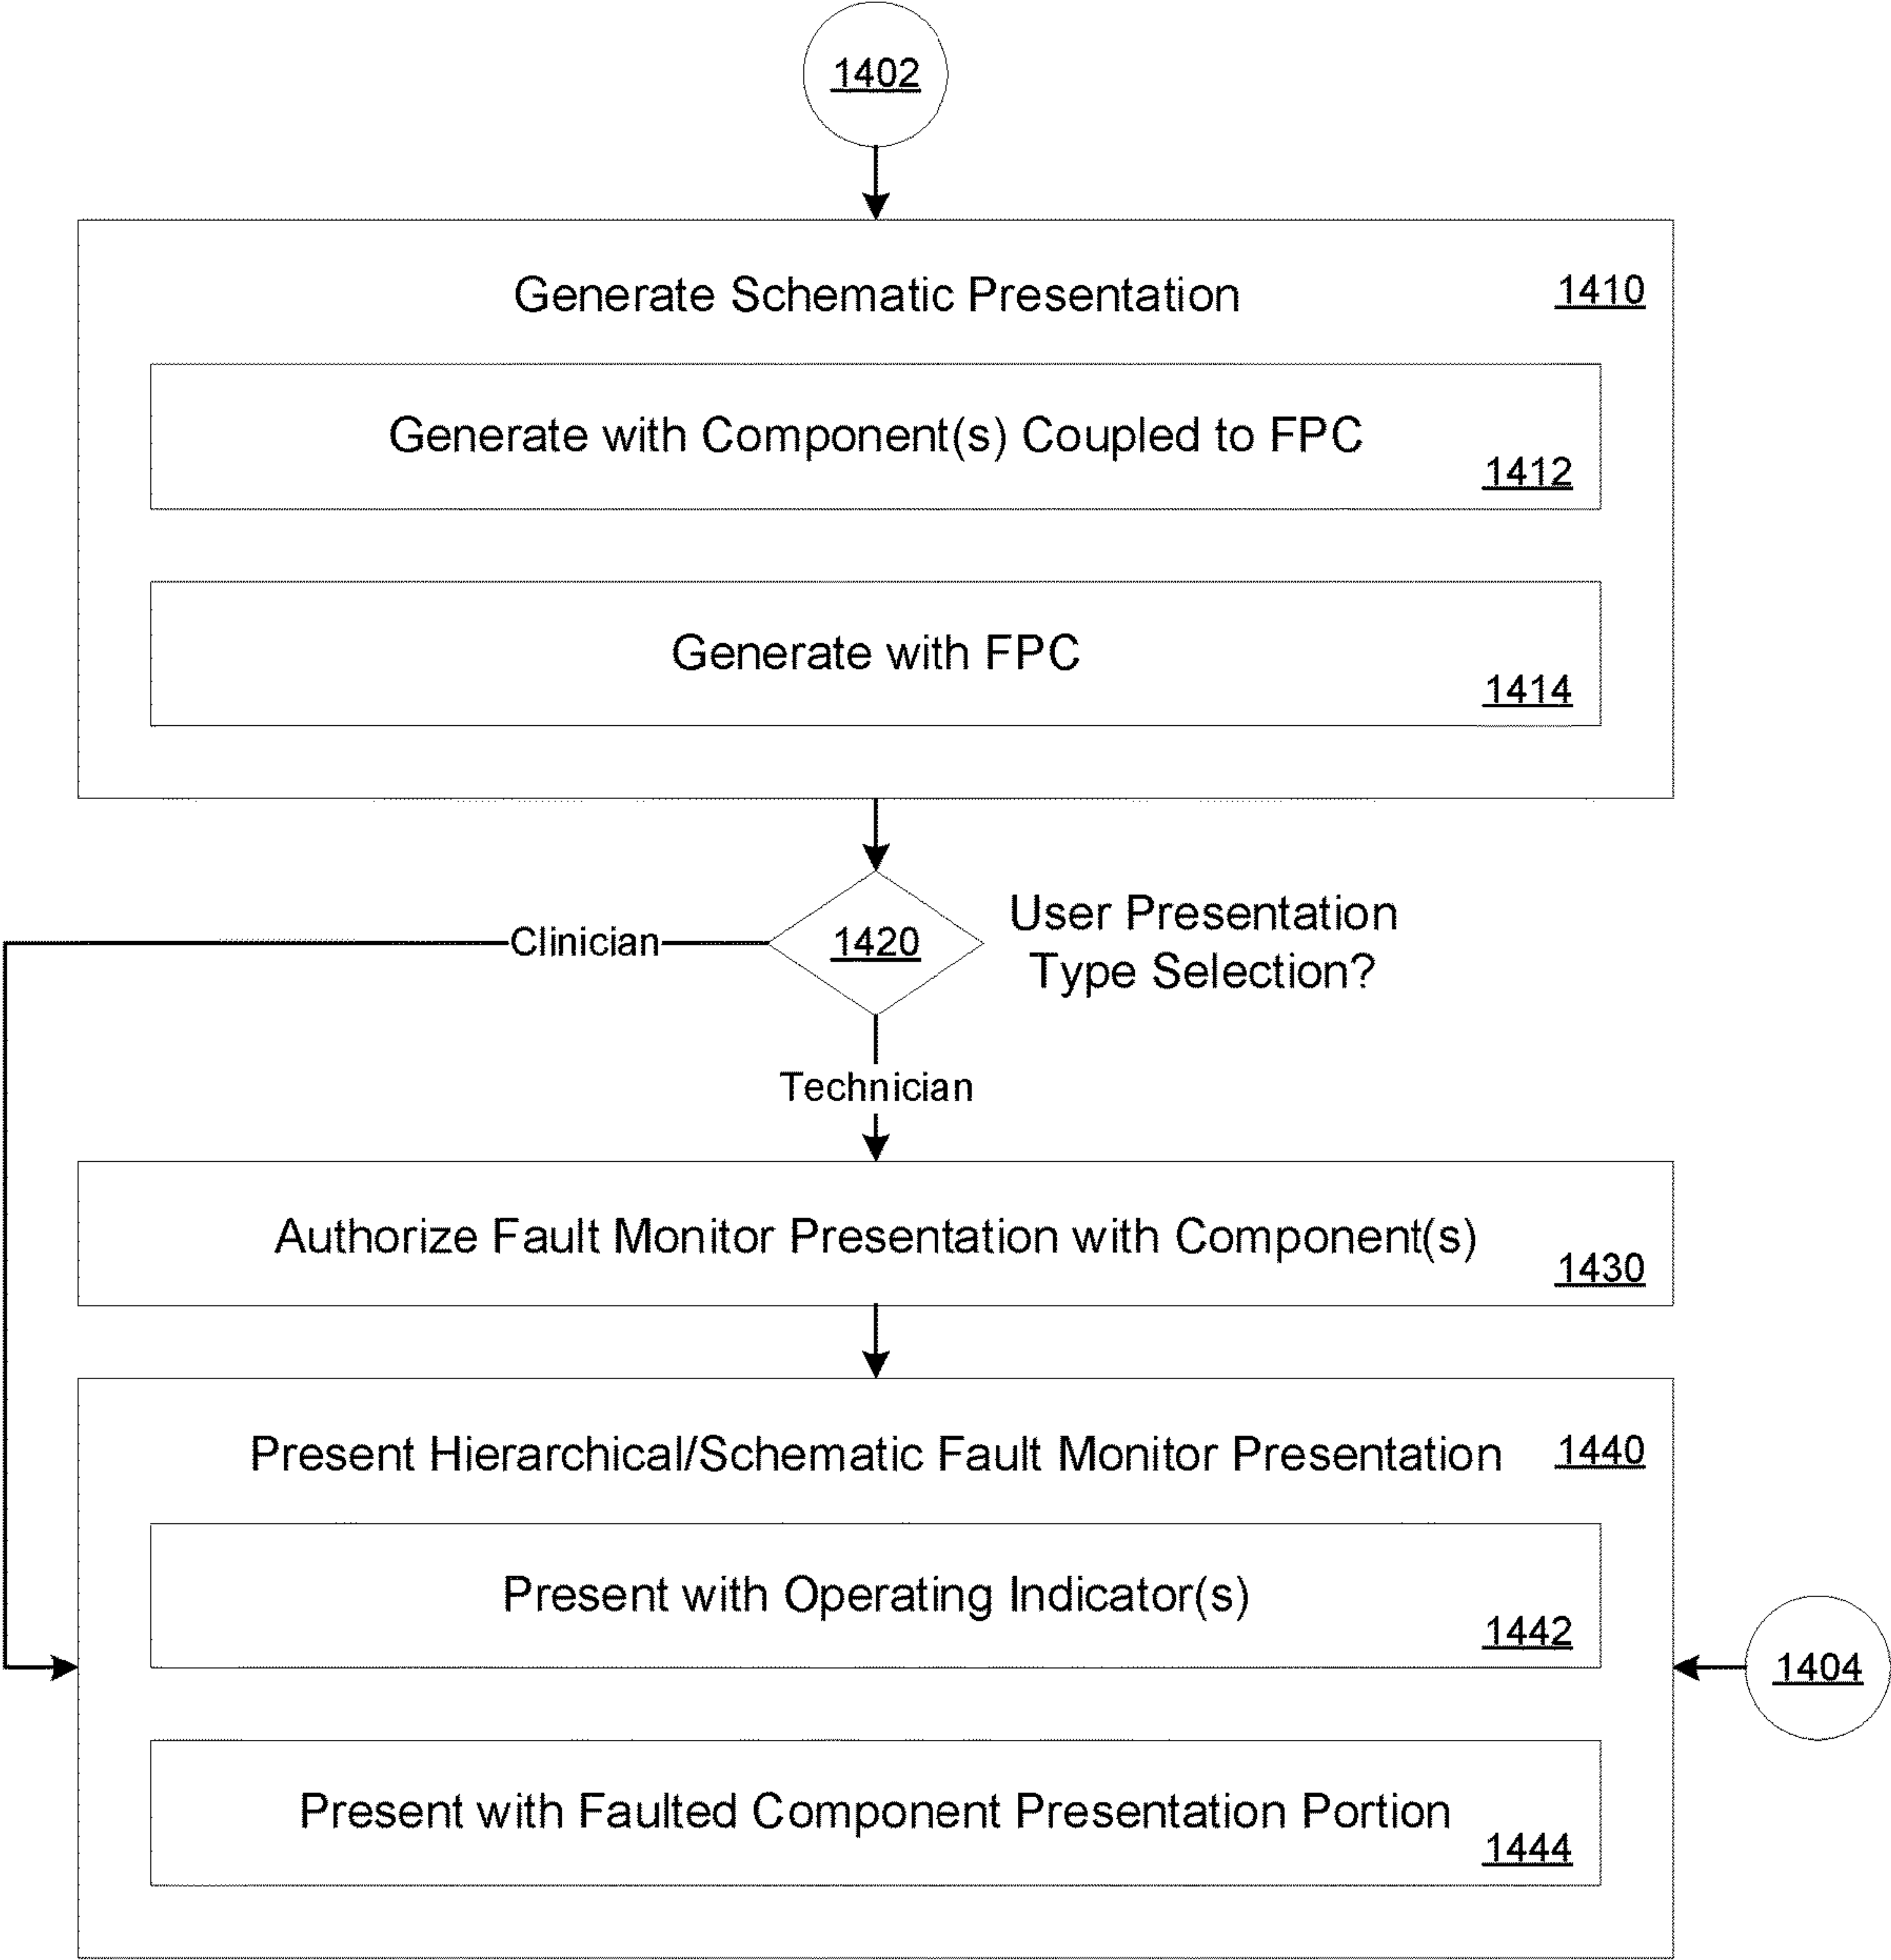 1402
Generate Schematic Presentation
1410
Generate with Component(s) Coupled to FPC
1412
Generate with FPC
1414
Clinician
1420
User Presentation
Type Selection?
Technician
Authorize Fault Monitor Presentation with Component(s)
1430
Present Hierarchical/Schematic Fault Monitor Presentation
1440
Present with Operating Indicator(s)
1442
1404
Present with Faulted Component Presentation Portion
1444